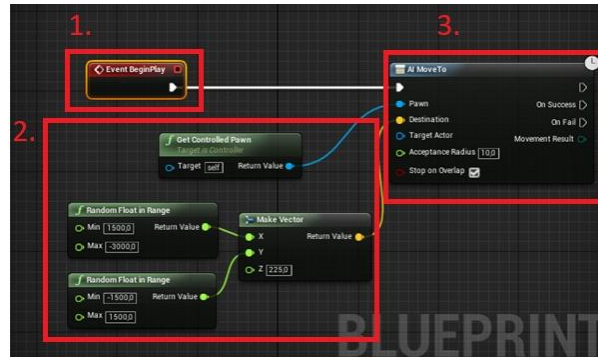 1.
Event BeginPlay
2.
Get Controlled Pawn
Target is Controller
Target self Return Value
Random Float in Range
Min 1500,0 Return Value
Max -3000,0
Make Vector
X Return Value
Y
Z 225,0
Random Float in Range
Min -1500,0 Return Value
Max 1500,0
3.
AI MoveTo
Pawn On Success
Destination On Fail
Target Actor Movement Result
Acceptance Radius 10,0
Stop on Overlap
BLUEPRINT